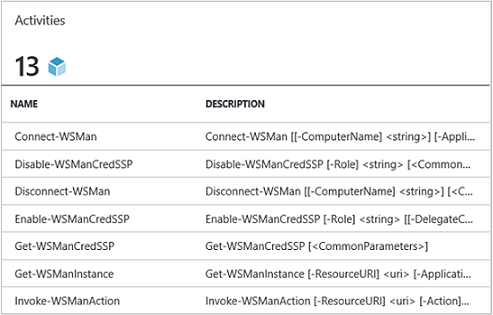 Activities
13
NAME DESCRIPTION
Connect-WSMan Connect-WSMan [[-ComputerName] <string>] [-Appli...
Disable-WSManCredSSP Disable-WSManCredSSP [-Role] <string> [<Common...
Disconnect-WSMan Disconnect-WSMan [[-ComputerName] <string>] [<C...
Enable-WSManCredSSP Enable-WSManCredSSP [-Role] <string> [[-DelegateC...
Get-WSManCredSSP Get-WSManCredSSP [<CommonParameters>]
Get-WSManInstance Get-WSManInstance [-ResourceURI] <uri> [-Applicati...
Invoke-WSManAction Invoke-WSManAction [-ResourceURI] <uri> [-Action]...